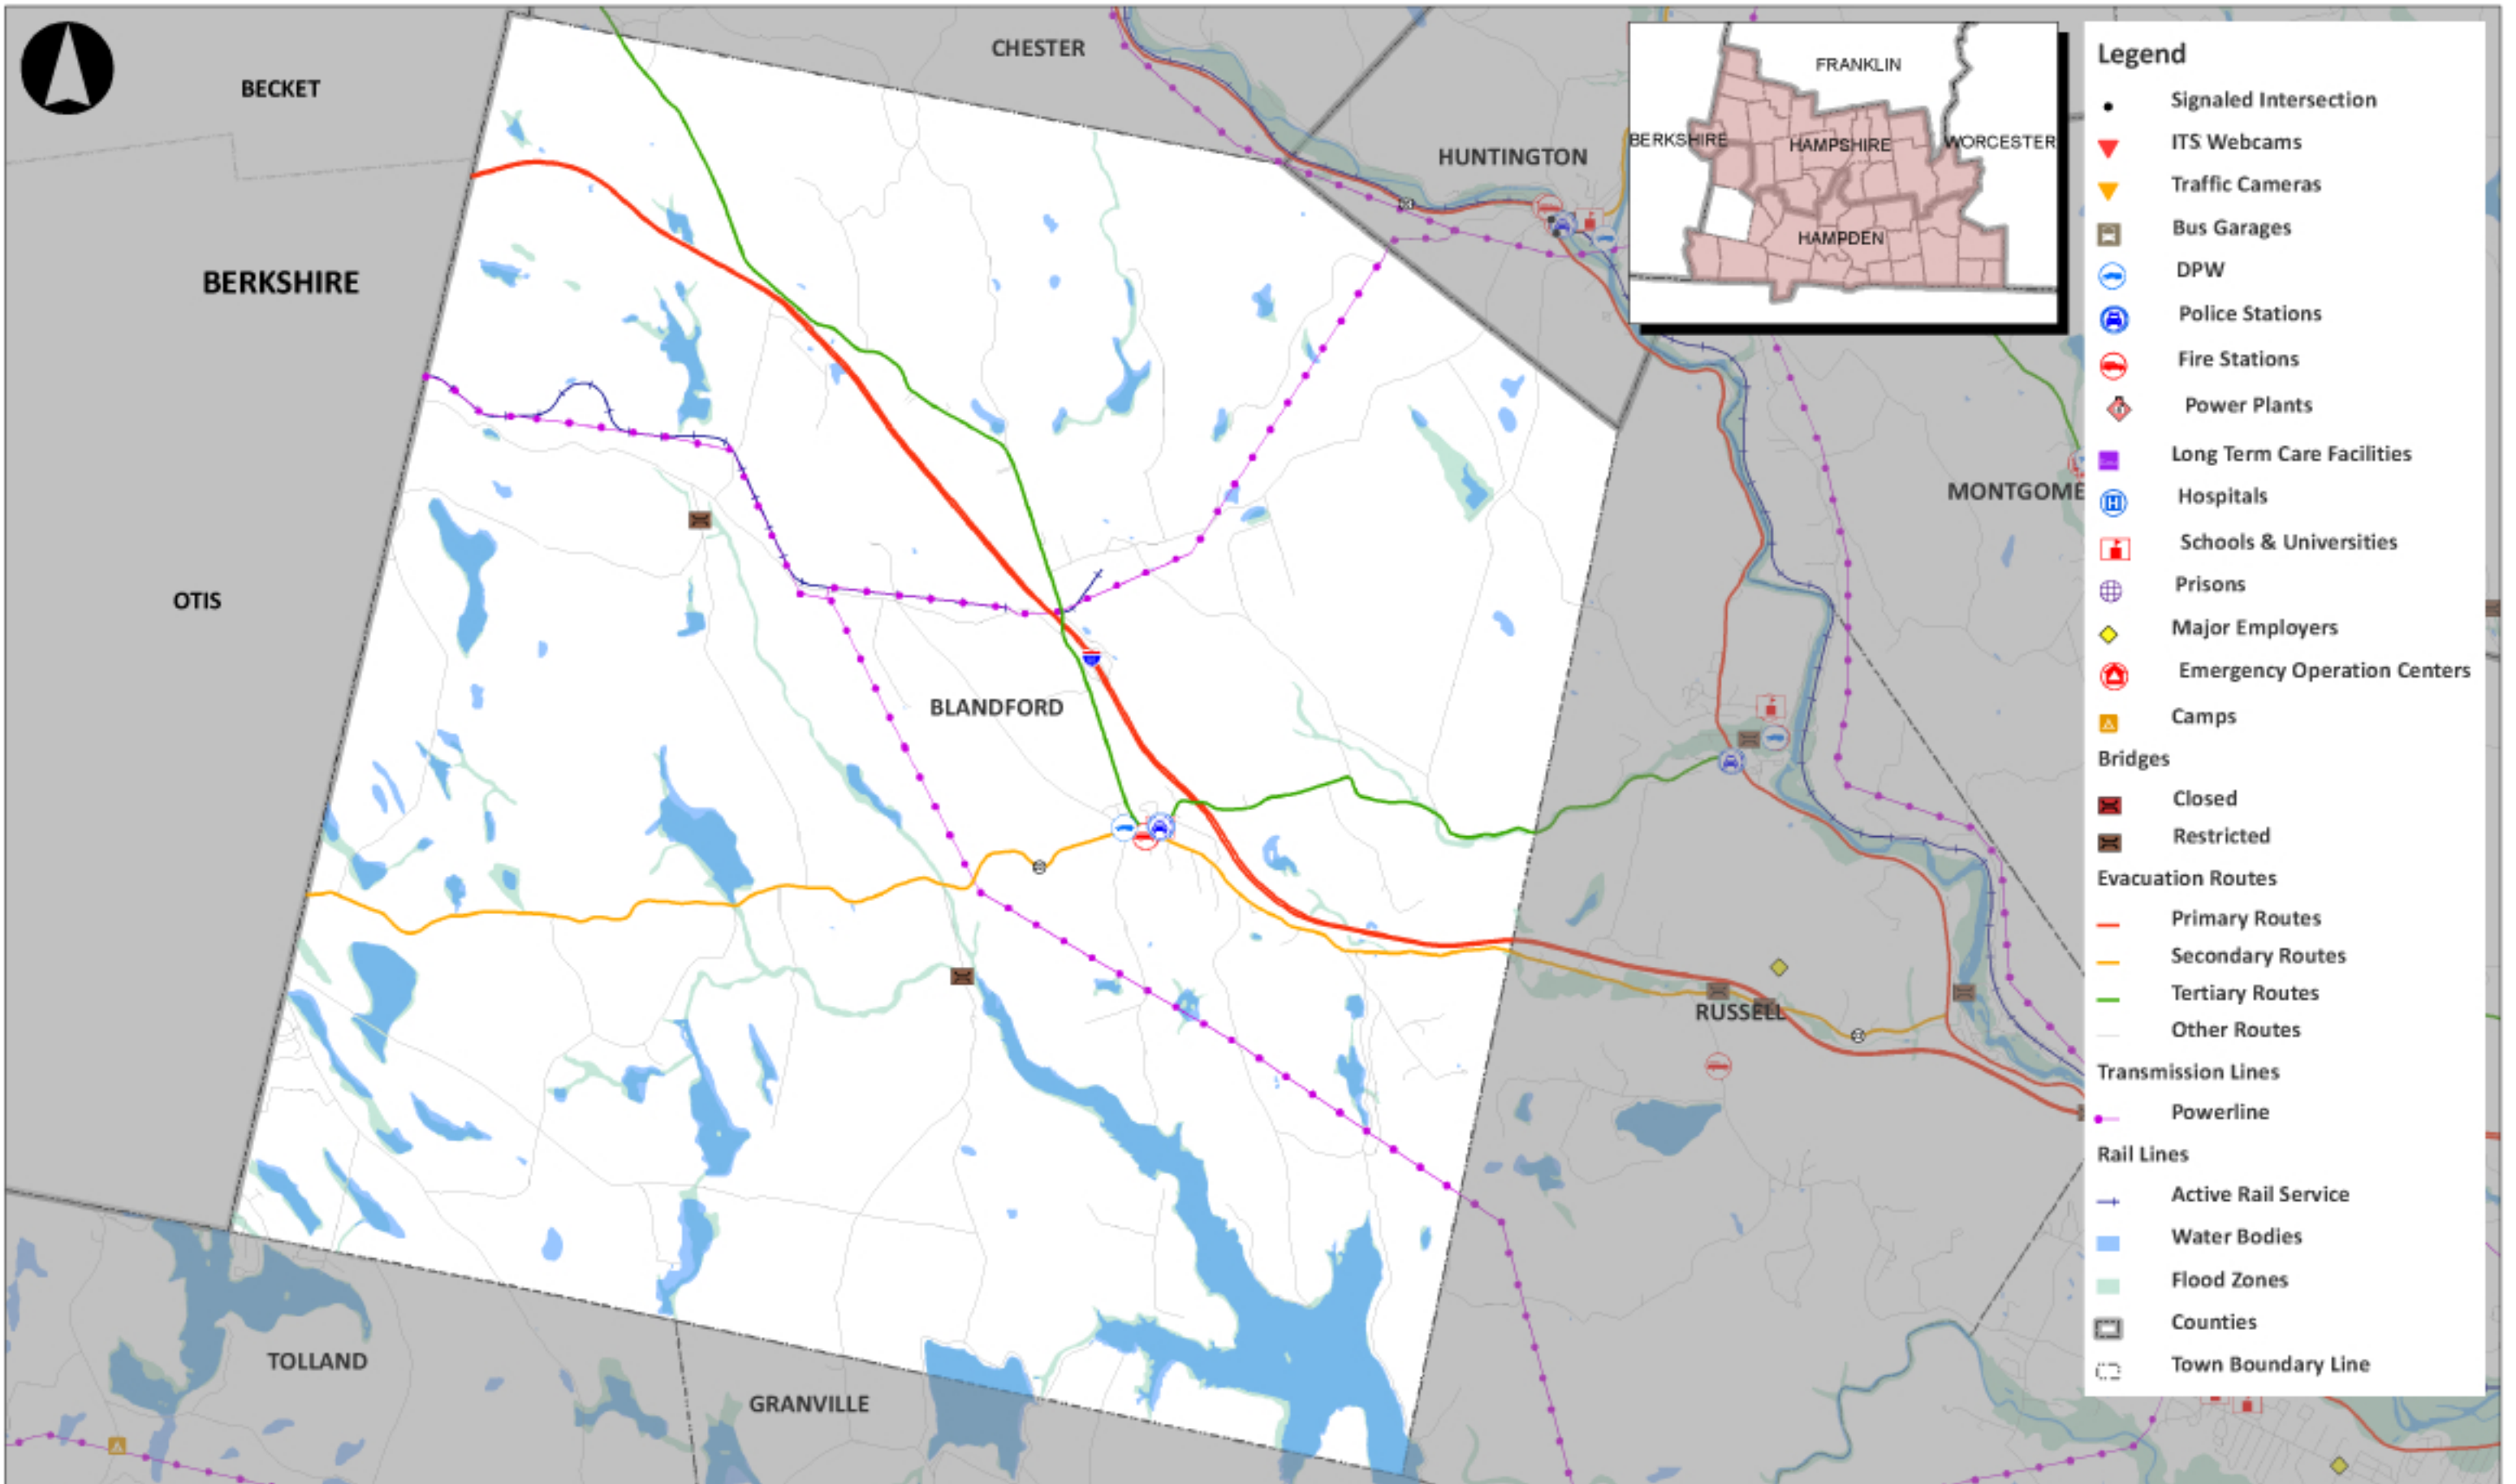 CHESTER
BECKET
HUNTINGTON
BERKSHIRE
OTIS
MONTGOME
BLANDFORD
RUSSELL
TOLLAND
GRANVILLE
FRANKLIN
BERKSHIRE
HAMPSHIRE
WORCESTER
HAMPDEN
Legend
Signaled Intersection
ITS Webcams
Traffic Cameras
Bus Garages
DPW
Police Stations
Fire Stations
Power Plants
Long Term Care Facilities
H Hospitals
Schools & Universities
Prisons
Major Employers
Emergency Operation Centers
Camps
Bridges
Closed
Restricted
Evacuation Routes
Primary Routes
Secondary Routes
Tertiary Routes
Other Routes
Transmission Lines
Powerline
Rail Lines
Active Rail Service
Water Bodies
Flood Zones
Counties
Town Boundary Line